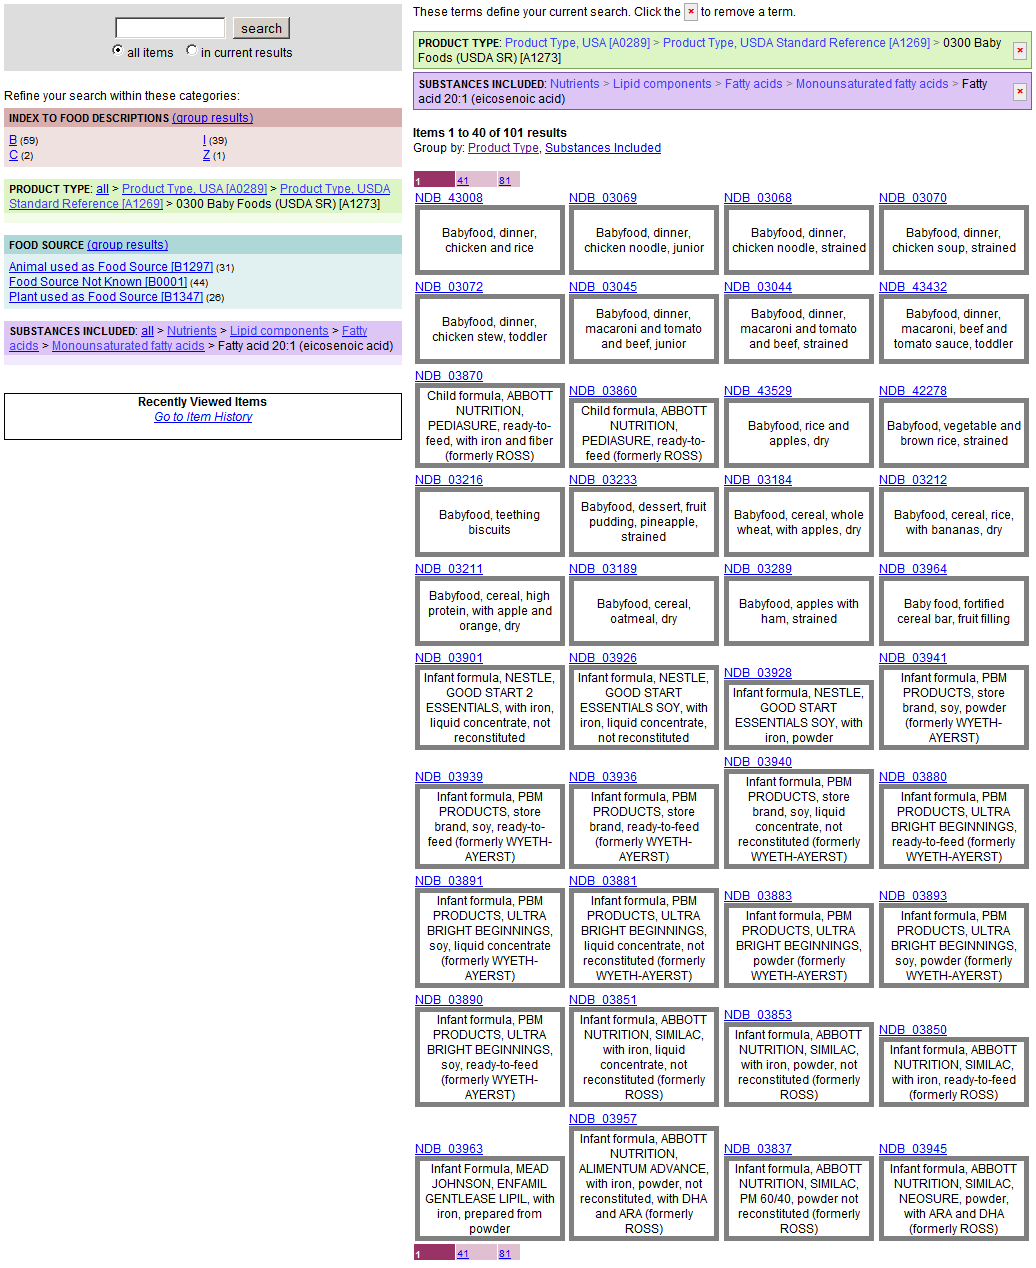 search
all items in current results
Refine your search within these categories:
INDEX TO FOOD DESCRIPTIONS (group results)
B (59) I (39)
C (2) Z (1)
PRODUCT TYPE: all > Product Type, USA [A0289] > Product Type, USDA
Standard Reference [A1269] > 0300 Baby Foods (USDA SR) [A1273]
FOOD SOURCE (group results)
Animal used as Food Source [B1297] (31)
Food Source Not Known [B0001] (44)
Plant used as Food Source [B1347] (26)
SUBSTANCES INCLUDED: all > Nutrients > Lipid components > Fatty
acids > Monounsaturated fatty acids > Fatty acid 20:1 (eicosenoic acid)
Recently Viewed Items
Go to Item History
These terms define your current search. Click the × to remove a term.
PRODUCT TYPE: Product Type, USA [A0289] > Product Type, USDA Standard Reference [A1269] > 0300 Baby
Foods (USDA SR) [A1273]
×
SUBSTANCES INCLUDED: Nutrients > Lipid components > Fatty acids > Monounsaturated fatty acids > Fatty
acid 20:1 (eicosenoic acid)
×
Items 1 to 40 of 101 results
Group by: Product Type, Substances Included
1 41 81
NDB_43008
Babyfood, dinner,
chicken and rice
NDB_03069
Babyfood, dinner,
chicken noodle, junior
NDB_03068
Babyfood, dinner,
chicken noodle, strained
NDB_03070
Babyfood, dinner,
chicken soup, strained
NDB_03072
Babyfood, dinner,
chicken stew, toddler
NDB_03045
Babyfood, dinner,
macaroni and tomato
and beef, junior
NDB_03044
Babyfood, dinner,
macaroni and tomato
and beef, strained
NDB_43432
Babyfood, dinner,
macaroni, beef and
tomato sauce, toddler
NDB_03870
Child formula, ABBOTT
NUTRITION,
PEDIASURE, ready-to-
feed, with iron and fiber
(formerly ROSS)
NDB_03860
Child formula, ABBOTT
NUTRITION,
PEDIASURE, ready-to-
feed (formerly ROSS)
NDB_43529
Babyfood, rice and
apples, dry
NDB_42278
Babyfood, vegetable and
brown rice, strained
NDB_03216
Babyfood, teething
biscuits
NDB_03233
Babyfood, dessert, fruit
pudding, pineapple,
strained
NDB_03184
Babyfood, cereal, whole
wheat, with apples, dry
NDB_03212
Babyfood, cereal, rice,
with bananas, dry
NDB_03211
Babyfood, cereal, high
protein, with apple and
orange, dry
NDB_03189
Babyfood, cereal,
oatmeal, dry
NDB_03289
Babyfood, apples with
ham, strained
NDB_03964
Baby food, fortified
cereal bar, fruit filling
NDB_03901
Infant formula, NESTLE,
GOOD START 2
ESSENTIALS, with iron,
liquid concentrate, not
reconstituted
NDB_03926
Infant formula, NESTLE,
GOOD START
ESSENTIALS SOY, with
iron, liquid concentrate,
not reconstituted
NDB_03928
Infant formula, NESTLE,
GOOD START
ESSENTIALS SOY, with
iron, powder
NDB_03941
Infant formula, PBM
PRODUCTS, store
brand, soy, powder
(formerly WYETH-
AYERST)
NDB_03939
Infant formula, PBM
PRODUCTS, store
brand, soy, ready-to-
feed (formerly WYETH-
AYERST)
NDB_03936
Infant formula, PBM
PRODUCTS, store
brand, ready-to-feed
(formerly WYETH-
AYERST)
NDB_03940
Infant formula, PBM
PRODUCTS, store
brand, soy, liquid
concentrate, not
reconstituted (formerly
WYETH-AYERST)
NDB_03880
Infant formula, PBM
PRODUCTS, ULTRA
BRIGHT BEGINNINGS,
ready-to-feed (formerly
WYETH-AYERST)
NDB_03891
Infant formula, PBM
PRODUCTS, ULTRA
BRIGHT BEGINNINGS,
soy, liquid concentrate
(formerly WYETH-
AYERST)
NDB_03881
Infant formula, PBM
PRODUCTS, ULTRA
BRIGHT BEGINNINGS,
liquid concentrate, not
reconstituted (formerly
WYETH-AYERST)
NDB_03883
Infant formula, PBM
PRODUCTS, ULTRA
BRIGHT BEGINNINGS,
powder (formerly
WYETH-AYERST)
NDB_03893
Infant formula, PBM
PRODUCTS, ULTRA
BRIGHT BEGINNINGS,
soy, powder (formerly
WYETH-AYERST)
NDB_03890
Infant formula, PBM
PRODUCTS, ULTRA
BRIGHT BEGINNINGS,
soy, ready-to-feed
(formerly WYETH-
AYERST)
NDB_03851
Infant formula, ABBOTT
NUTRITION, SIMILAC,
with iron, liquid
concentrate, not
reconstituted (formerly
ROSS)
NDB_03853
Infant formula, ABBOTT
NUTRITION, SIMILAC,
with iron, powder, not
reconstituted (formerly
ROSS)
NDB_03850
Infant formula, ABBOTT
NUTRITION, SIMILAC,
with iron, ready-to-feed
(formerly ROSS)
NDB_03963
Infant Formula, MEAD
JOHNSON, ENFAMIL
GENTLEASE LIPIL, with
iron, prepared from
powder
NDB_03957
Infant formula, ABBOTT
NUTRITION,
ALIMENTUM ADVANCE,
with iron, powder, not
reconstituted, with DHA
and ARA (formerly
ROSS)
NDB_03837
Infant formula, ABBOTT
NUTRITION, SIMILAC,
PM 60/40, powder not
reconstituted (formerly
ROSS)
NDB_03945
Infant formula, ABBOTT
NUTRITION, SIMILAC,
NEOSURE, powder,
with ARA and DHA
(formerly ROSS)
1 41 81